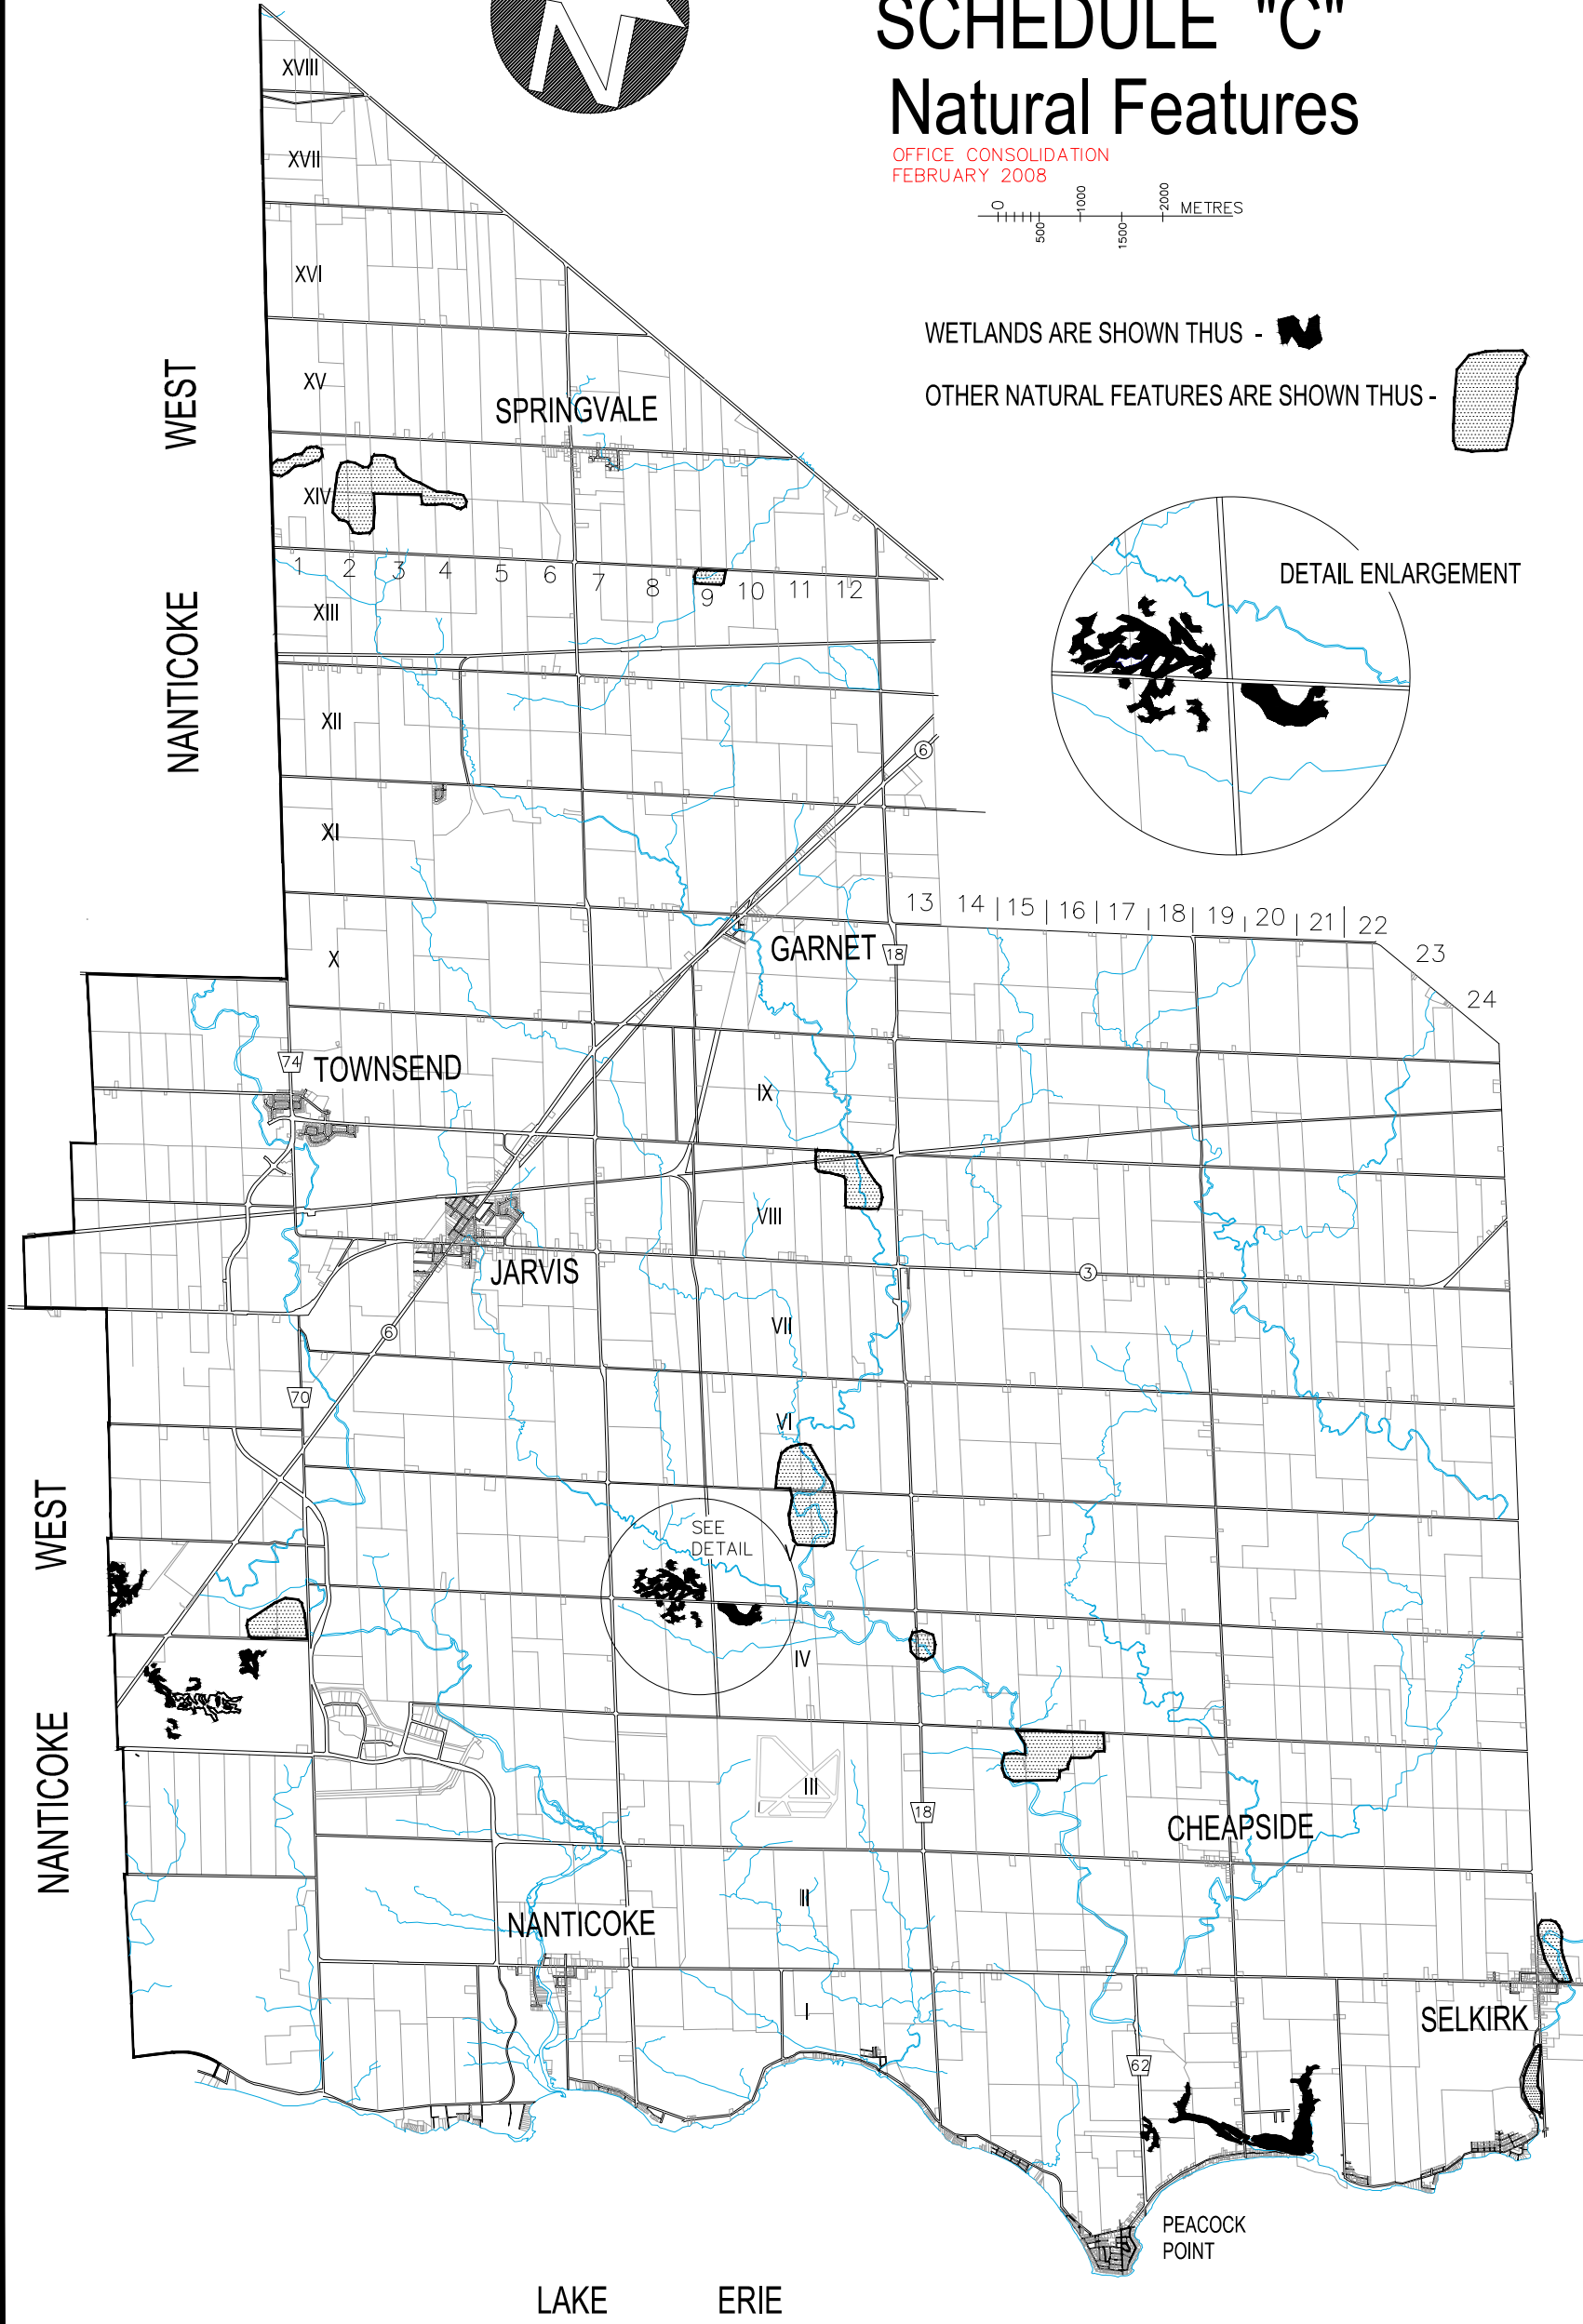 SCHEDULE "C"
Natural Features
OFFICE CONSOLIDATION
FEBRUARY 2008
0 500 1000 1500 2000 METRES
N
WETLANDS ARE SHOWN THUS -
OTHER NATURAL FEATURES ARE SHOWN THUS -
DETAIL ENLARGEMENT
XVIII
XVII
XVI
XV
SPRINGVALE
WEST
NANTICOKE
XIV
1 2 3 4 5 6 7 8 9 10 11 12
XIII
XII
6
XI
13 14 15 16 17 18 19 20 21 22
23
24
GARNET
18
X
74
TOWNSEND
IX
VIII
JARVIS
3
VII
6
70
VI
WEST
NANTICOKE
SEE
DETAIL
V
IV
III
18
CHEAPSIDE
II
NANTICOKE
I
SELKIRK
62
PEACOCK
POINT
LAKE ERIE